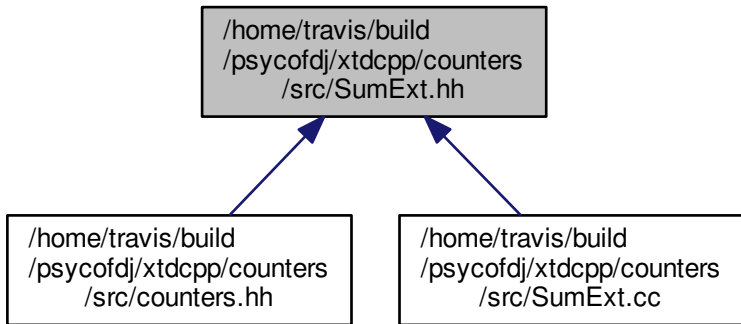 /home/travis/build
/psycofdj/xtdcpp/counters
/src/SumExt.hh
/home/travis/build
/psycofdj/xtdcpp/counters
/src/counters.hh
/home/travis/build
/psycofdj/xtdcpp/counters
/src/SumExt.cc